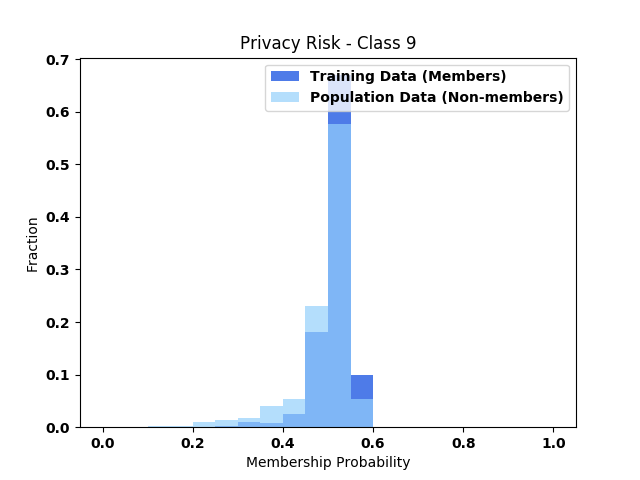 Privacy Risk - Class 9
Training Data (Members)
Population Data (Non-members)
0.7
0.6
0.5
0.4
0.3
0.2
0.1
0.0
Fraction
0.0 0.2 0.4 0.6 0.8 1.0
Membership Probability